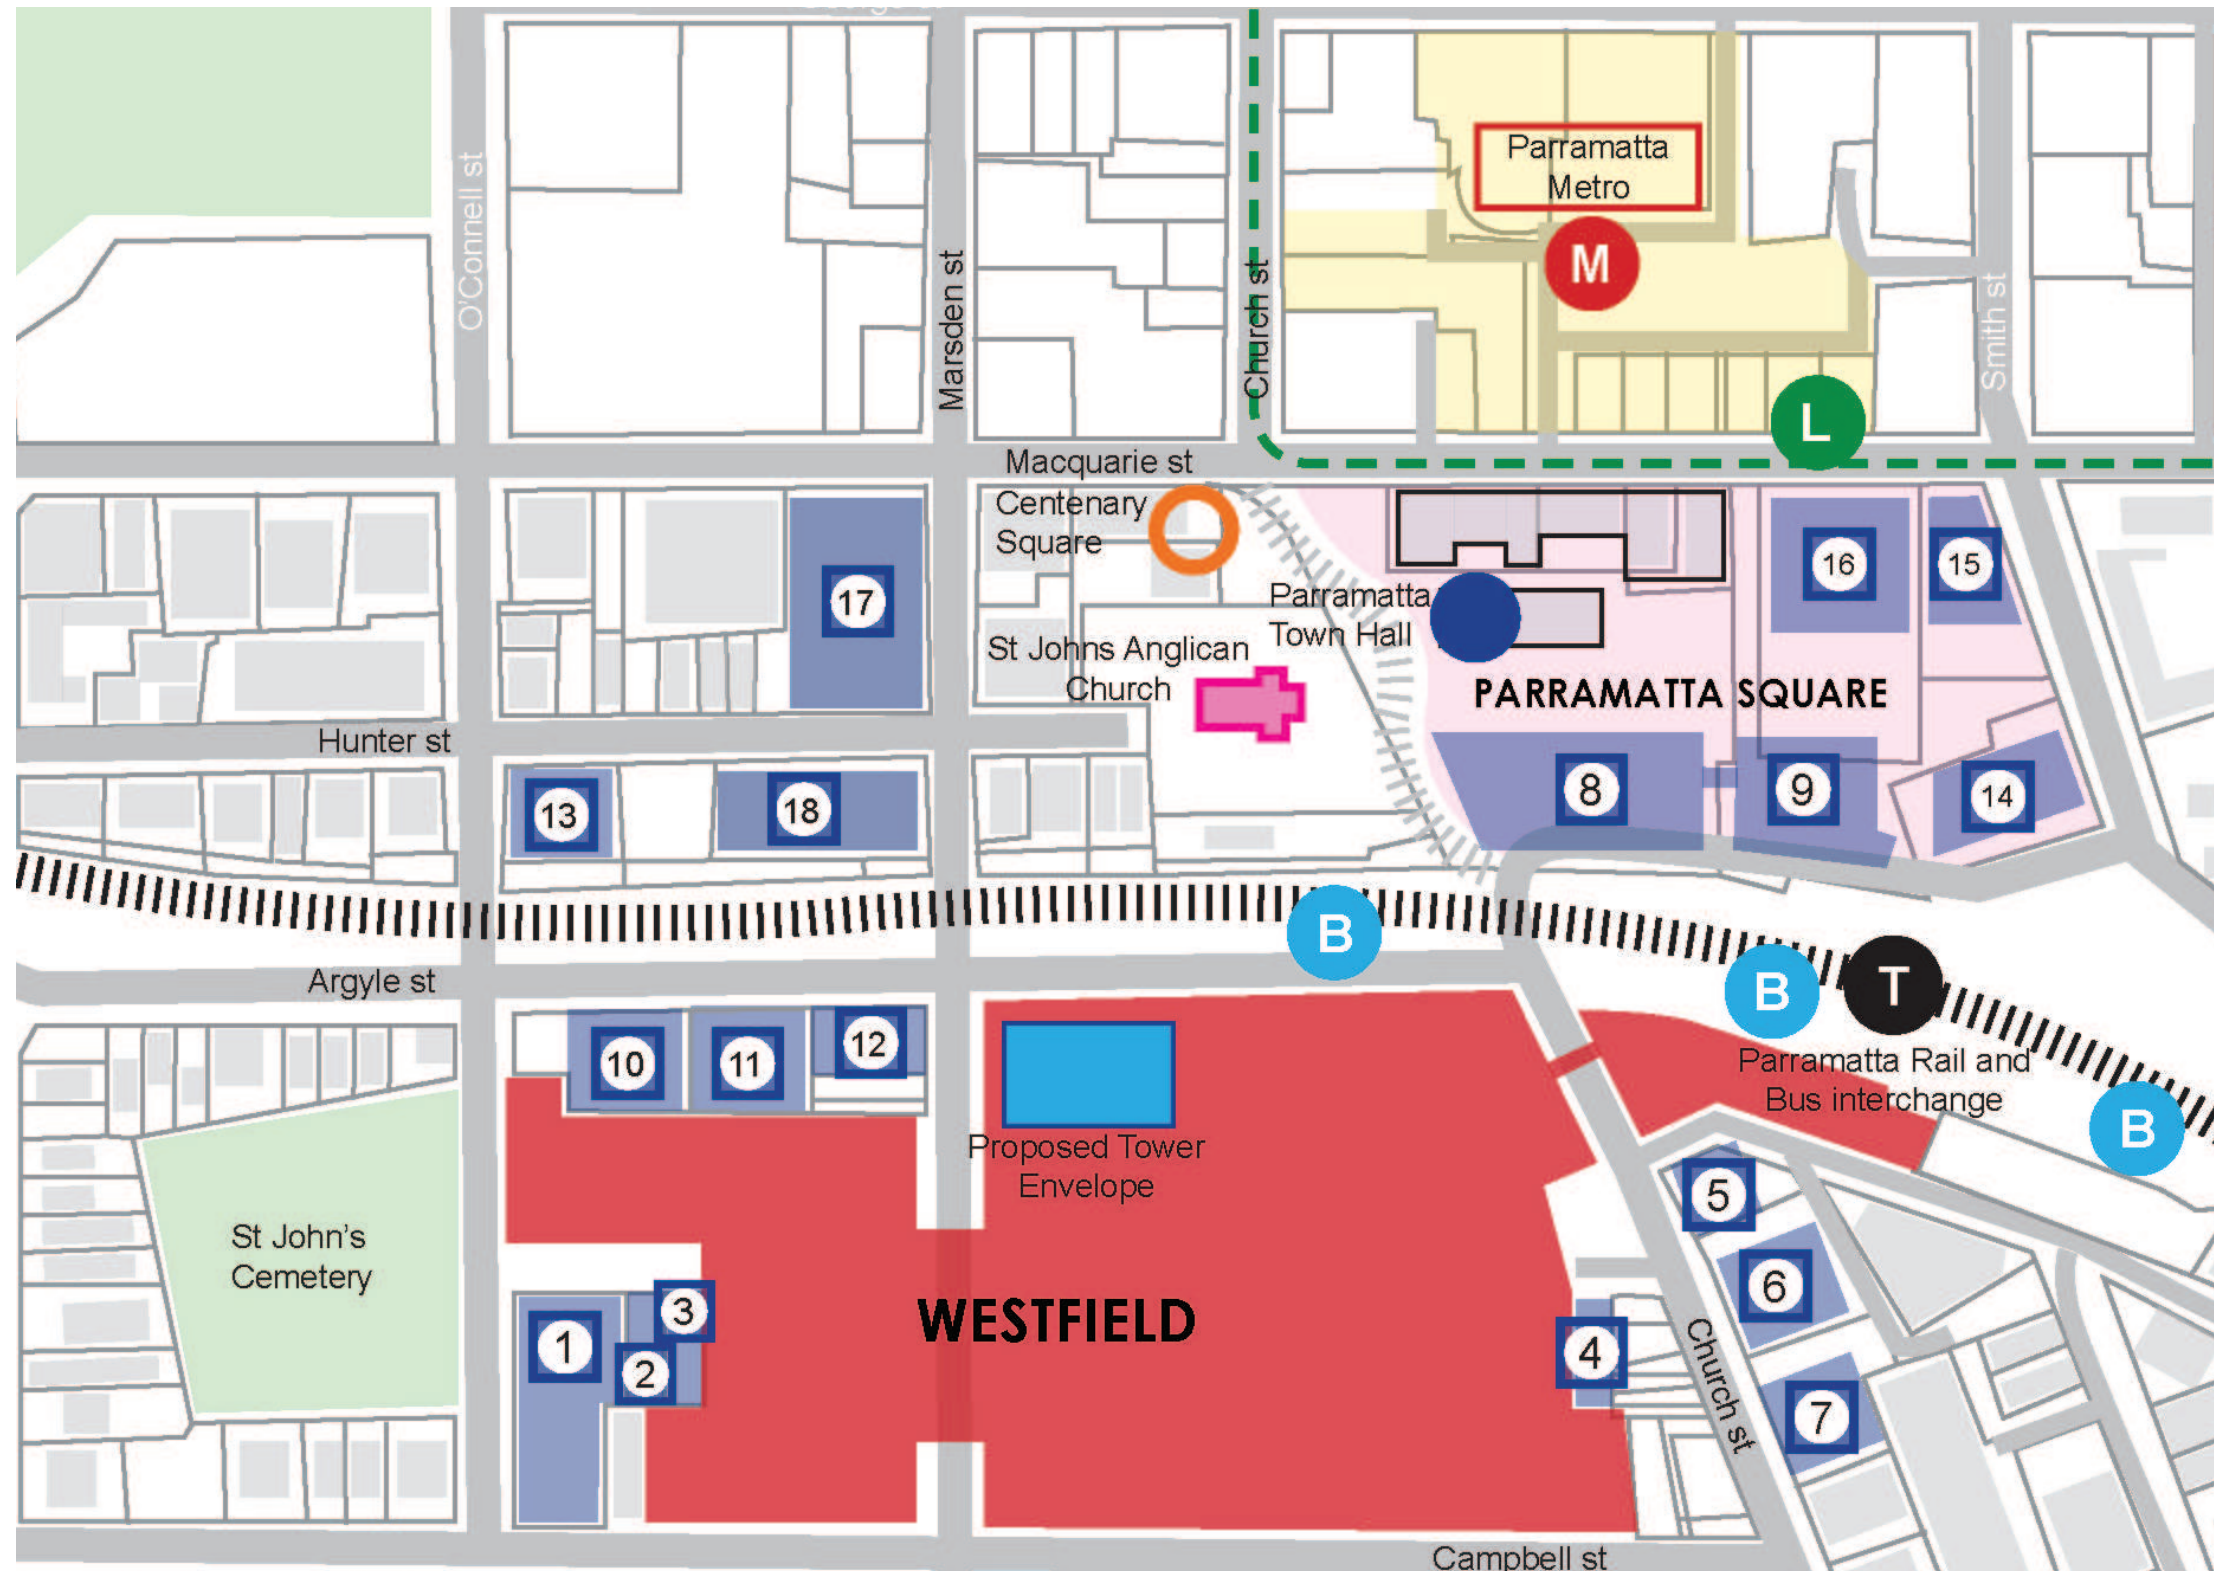 O'Connell st
Marsden st
Church st
Smith st
Parramatta
Metro
M
L
Macquarie st
Centenary
Square
17
16
15
Parramatta
Town Hall
St Johns Anglican
Church
PARRAMATTA SQUARE
Hunter st
13
18
8
9
14
B
Argyle st
B
T
Parramatta Rail and
Bus interchange
B
10
11
12
Proposed Tower
Envelope
St John's
Cemetery
5
6
7
1
2
3
4
WESTFIELD
Church st
Campbell st